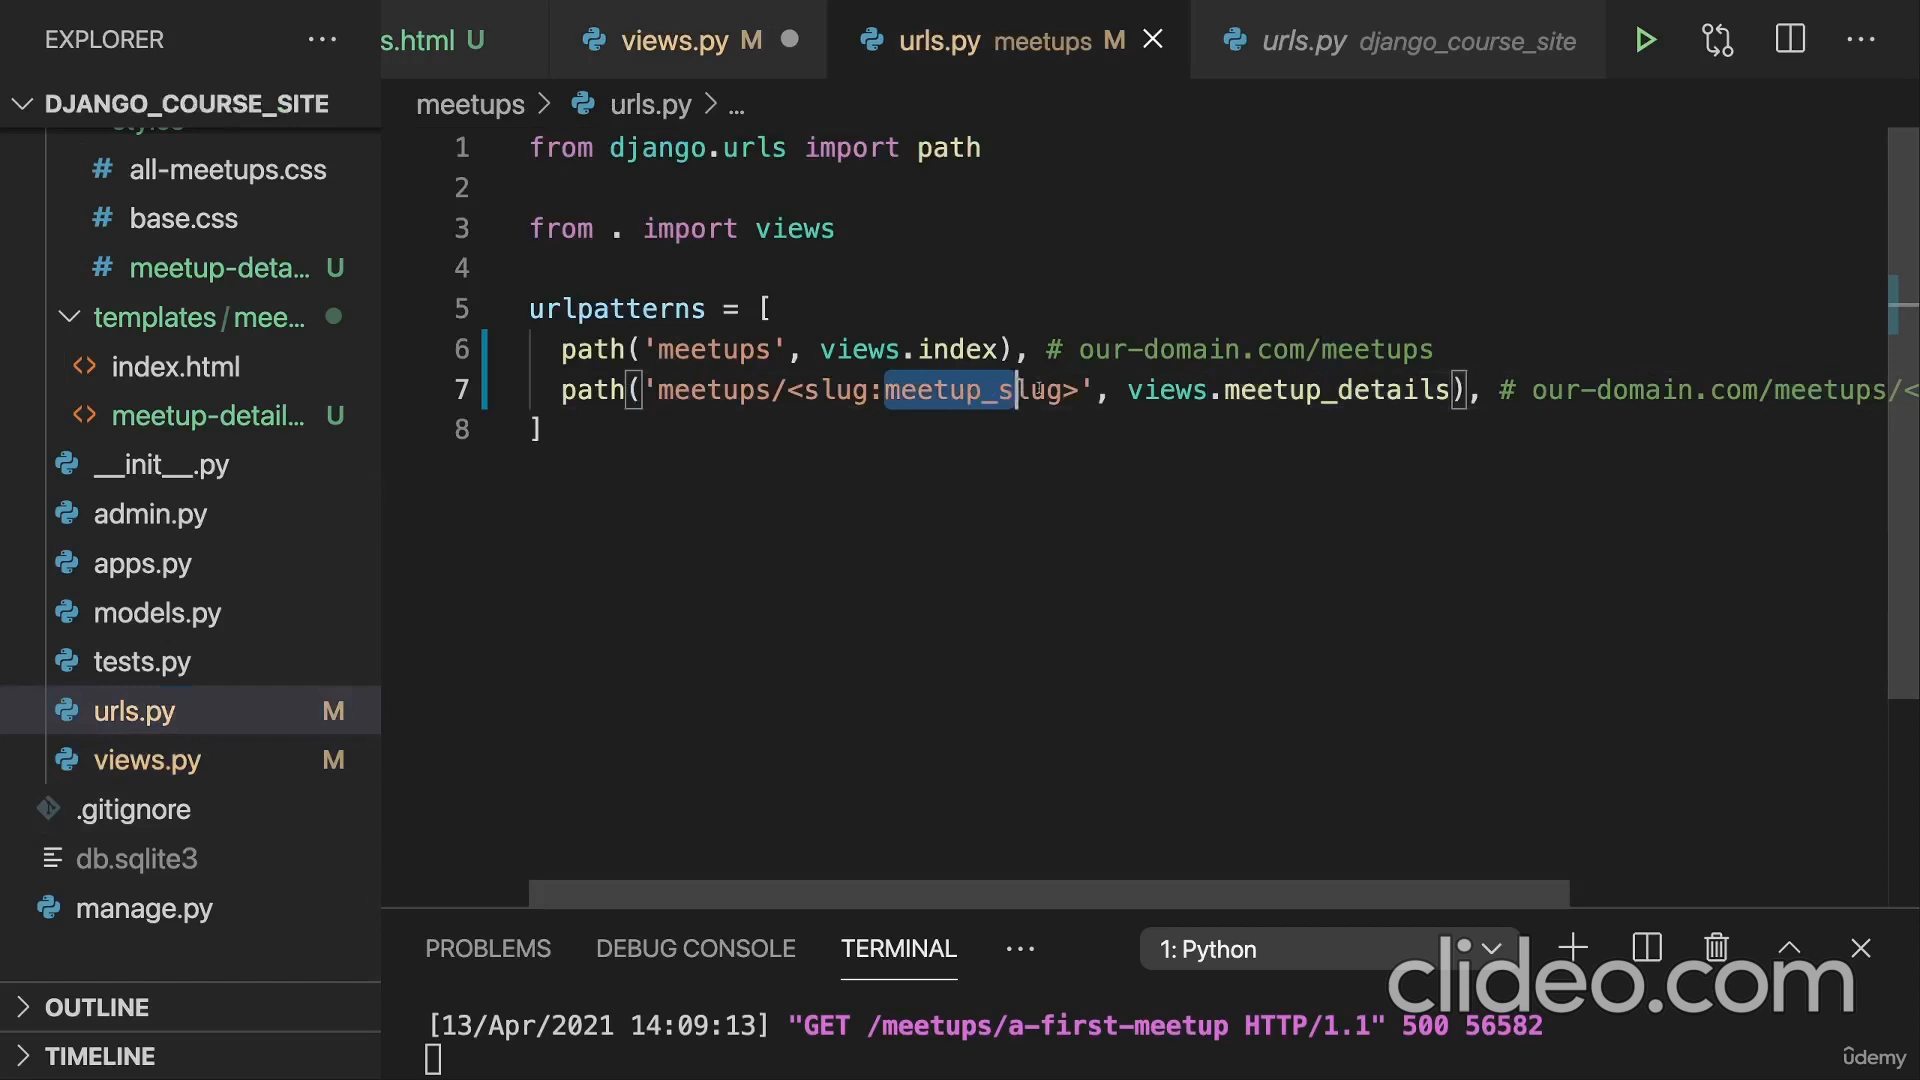 EXPLORER ···
s.html U
views.py M
urls.py meetups M
urls.py django_course_site
DJANGO_COURSE_SITE
meetups > urls.py > ...
# all-meetups.css
# base.css
# meetup-deta... U
templates/mee...
<> index.html
<> meetup-detail... U
__init__.py
admin.py
apps.py
models.py
tests.py
urls.py M
views.py M
.gitignore
db.sqlite3
manage.py
OUTLINE
TIMELINE
1 from django.urls import path
2
3 from . import views
4
5 urlpatterns = [
6 path('meetups', views.index), # our-domain.com/meetups
7 path('meetups/<slug:meetup_slug>', views.meetup_details), # our-domain.com/meetups/<
8 ]
PROBLEMS DEBUG CONSOLE TERMINAL ··· 1: Python
[13/Apr/2021 14:09:13] "GET /meetups/a-first-meetup HTTP/1.1" 500 56582
clideo.com
ûdemy